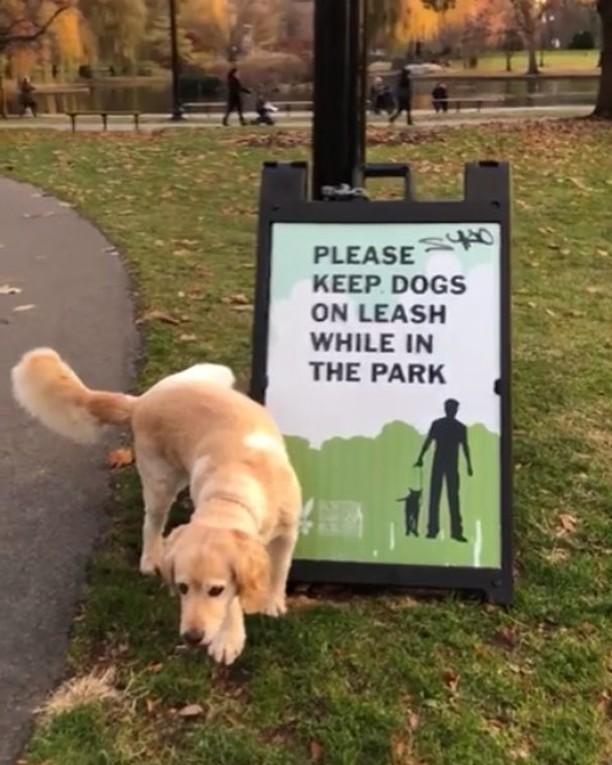 PLEASE
KEEP DOGS
ON LEASH
WHILE IN
THE PARK